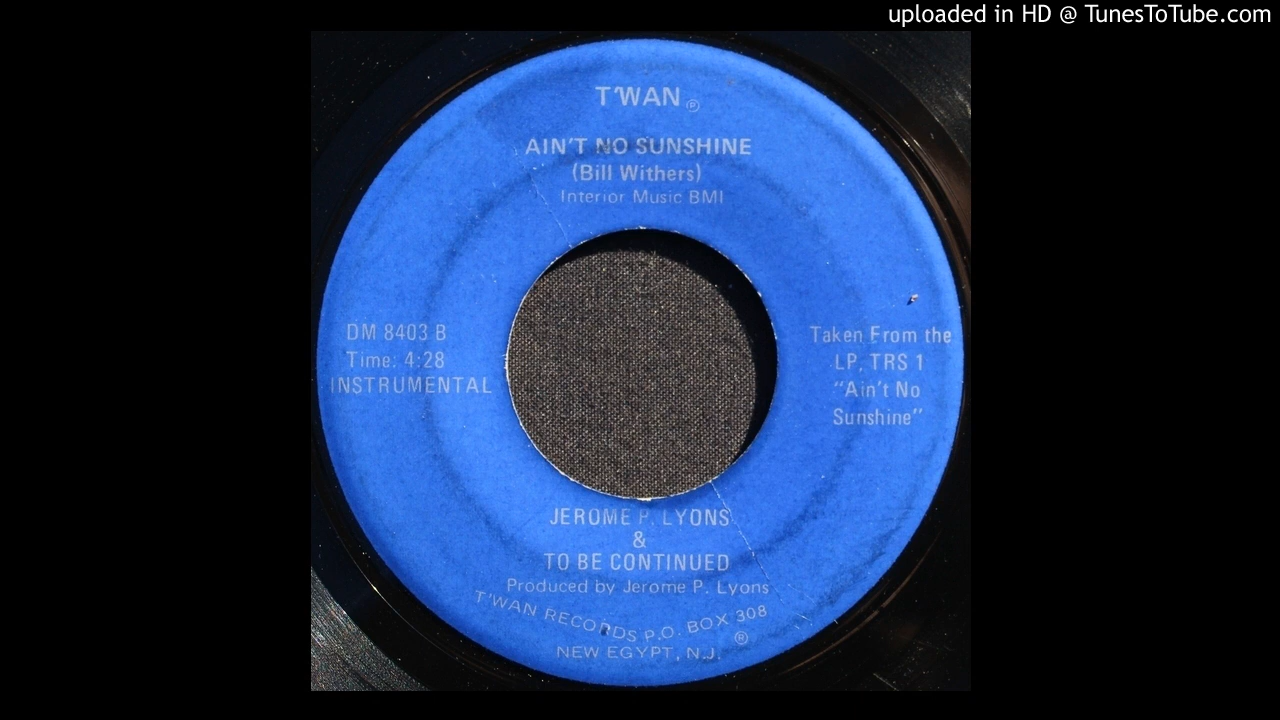 uploaded in HD @ TunesToTube.com
T'WAN ℗
AIN'T NO SUNSHINE
(Bill Withers)
Interior Music BMI
DM 8403 B
Time: 4:28
INSTRUMENTAL
Taken From the
LP, TRS 1
"Ain't No
Sunshine"
JEROME P. LYONS
&
TO BE CONTINUED
Produced by Jerome P. Lyons
T'WAN RECORDS P.O. BOX 308
®
NEW EGYPT, N.J.